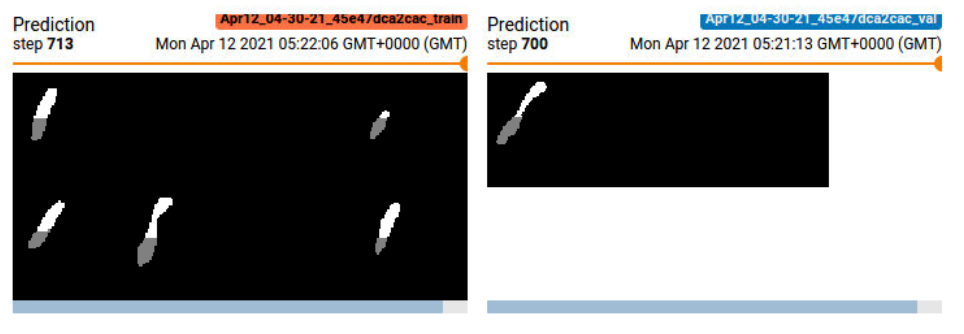 Prediction
Apr12_04-30-21_45e47dca2cac_train
step 713
Mon Apr 12 2021 05:22:06 GMT+0000 (GMT)
Prediction
Apr12_04-30-21_45e47dca2cac_val
step 700
Mon Apr 12 2021 05:21:13 GMT+0000 (GMT)